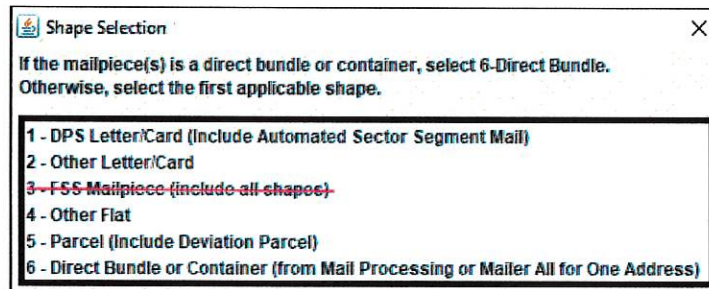 Shape Selection
If the mailpiece(s) is a direct bundle or container, select 6-Direct Bundle.
Otherwise, select the first applicable shape.
1 - DPS Letter/Card (Include Automated Sector Segment Mail)
2 - Other Letter/Card
3 - FSS Mailpiece (include all shapes)
4 - Other Flat
5 - Parcel (Include Deviation Parcel)
6 - Direct Bundle or Container (from Mail Processing or Mailer All for One Address)